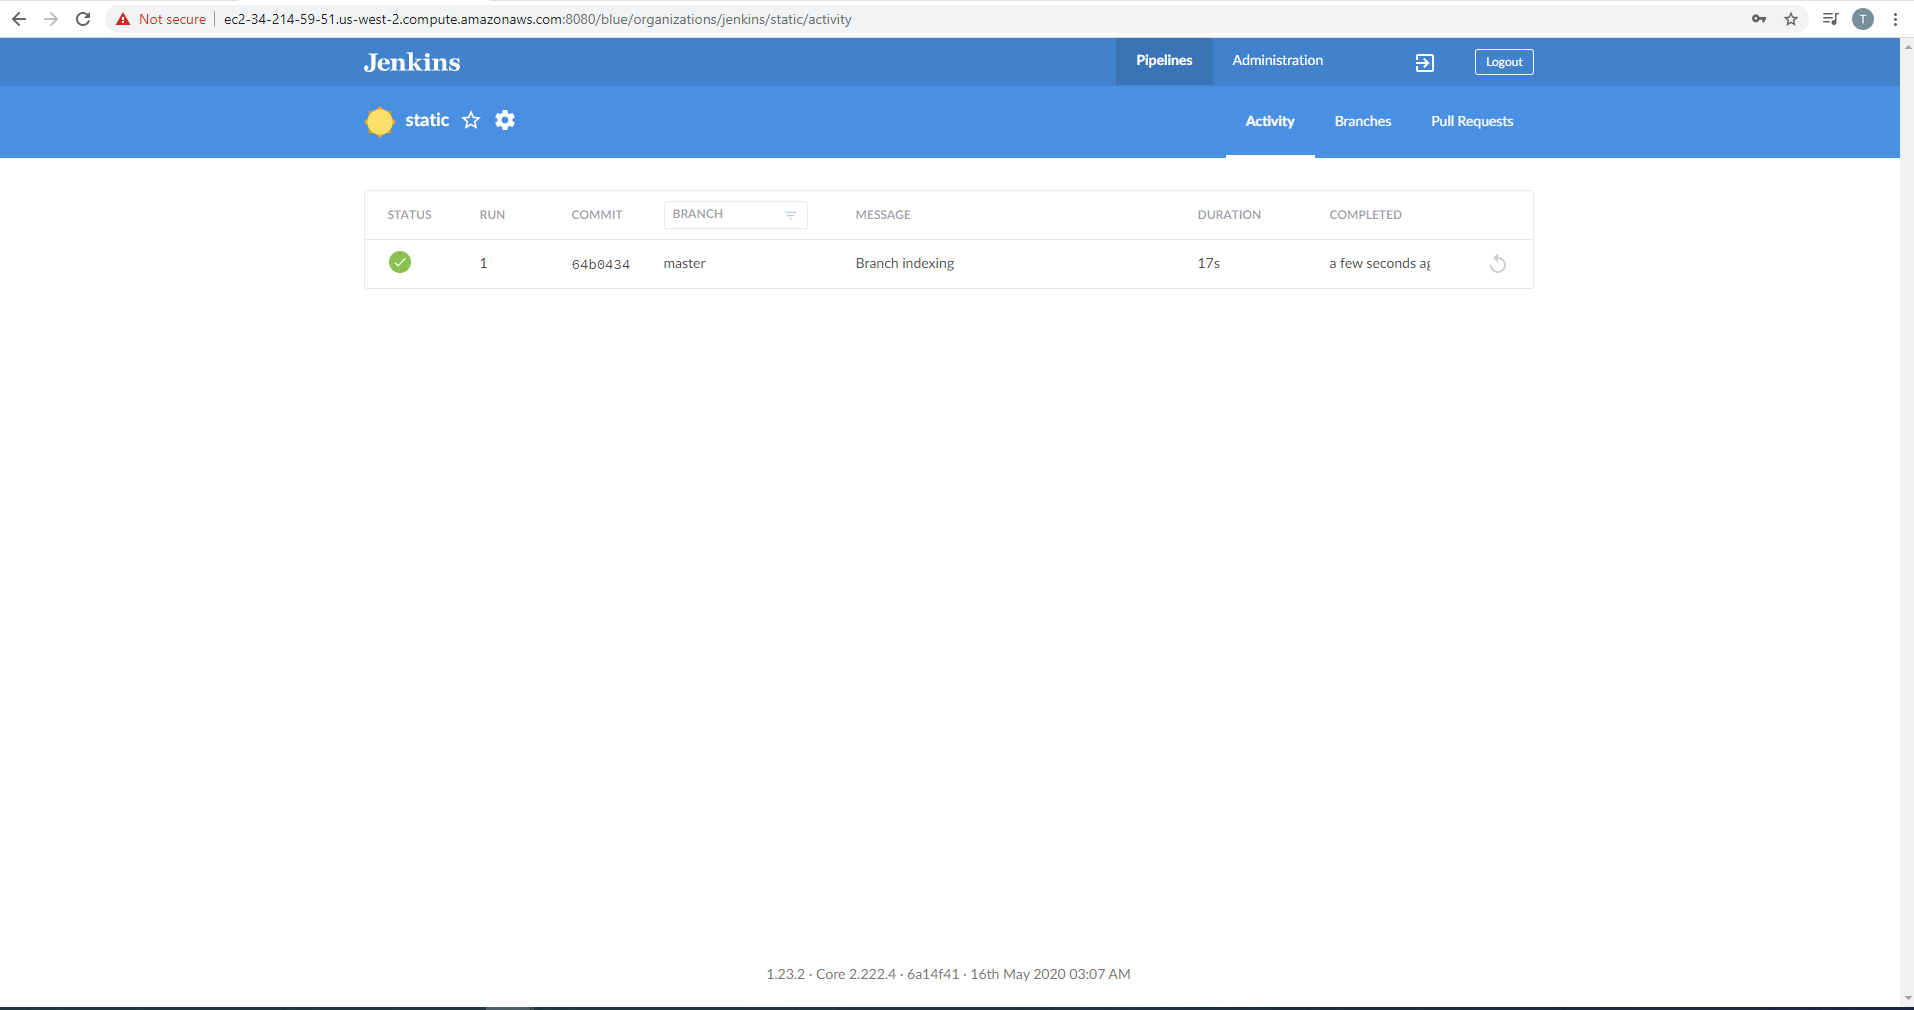 Not secure | ec2-34-214-59-51.us-west-2.compute.amazonaws.com:8080/blue/organizations/jenkins/static/activity
T
Jenkins
Pipelines Administration Logout
static
Activity Branches Pull Requests
STATUS RUN COMMIT BRANCH MESSAGE DURATION COMPLETED
1 64b0434 master Branch indexing 17s a few seconds ag
1.23.2 · Core 2.222.4 · 6a14f41 · 16th May 2020 03:07 AM